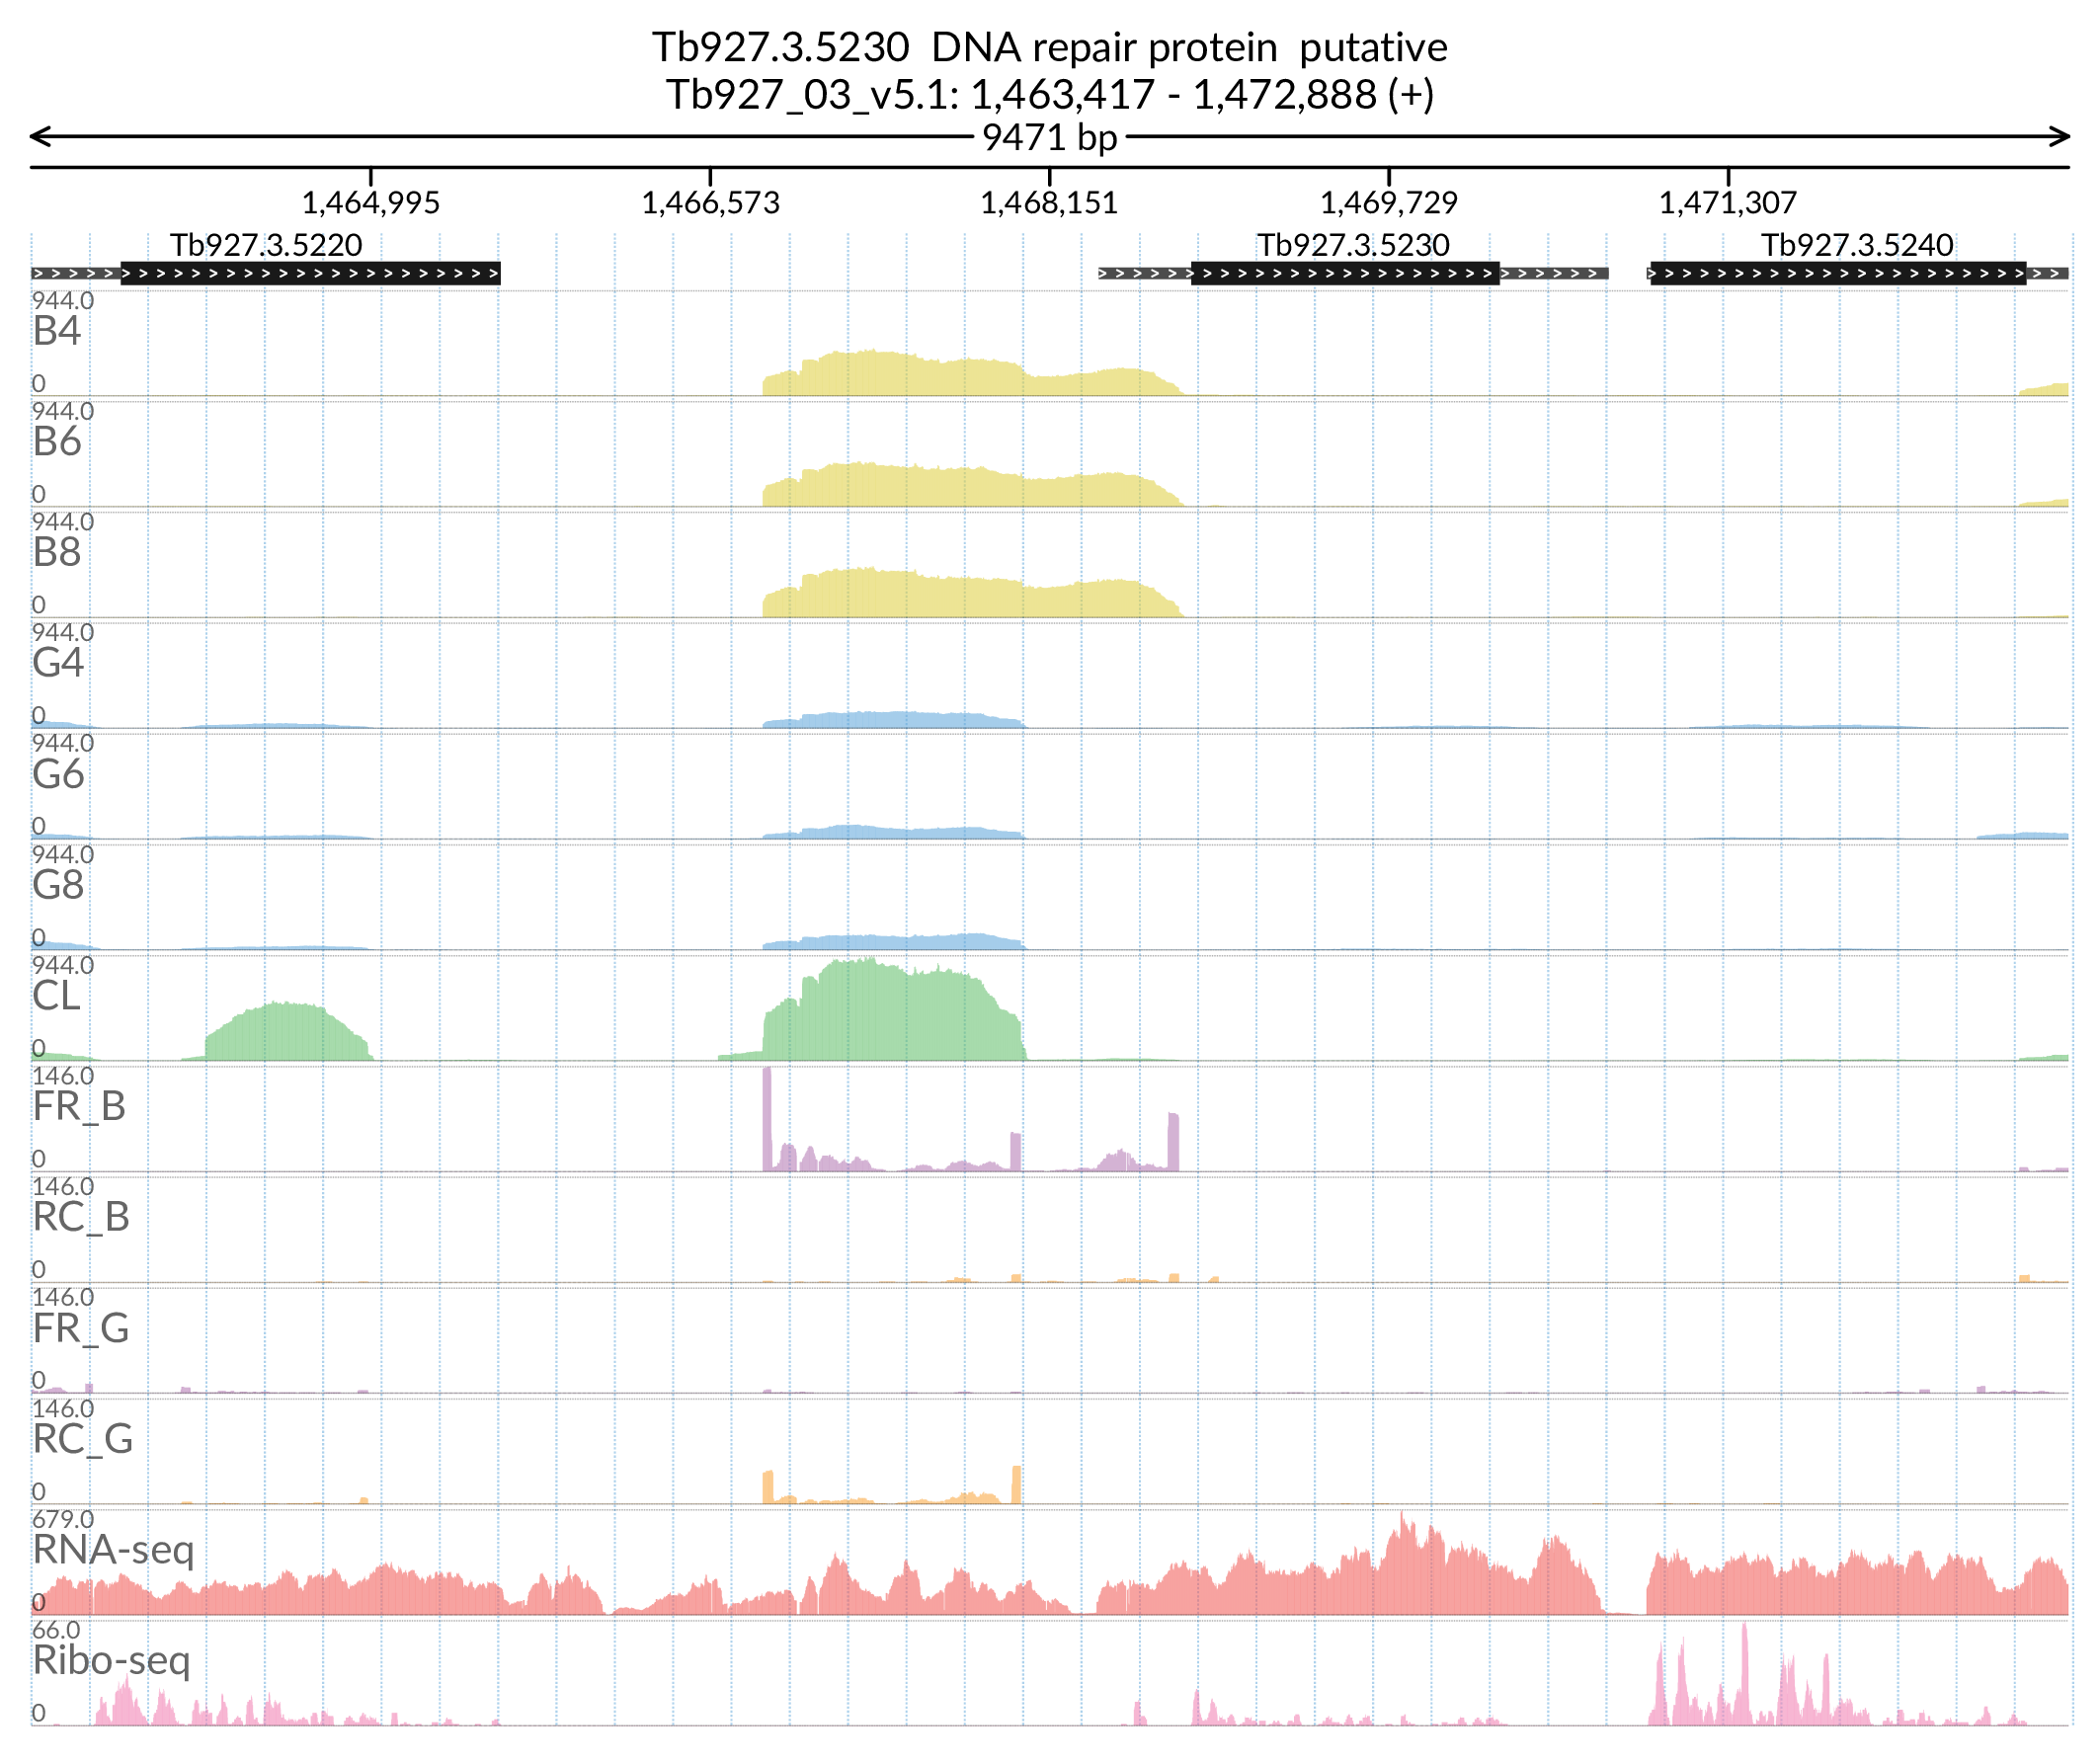 Tb927.3.5230  DNA repair protein  putative
Tb927_03_v5.1: 1,463,417 - 1,472,888 (+)
9471 bp
1,464,995 1,466,573 1,468,151 1,469,729 1,471,307
Tb927.3.5220 Tb927.3.5230 Tb927.3.5240
944.0
B4
0
944.0
B6
0
944.0
B8
0
944.0
G4
0
944.0
G6
0
944.0
G8
0
944.0
CL
0
146.0
FR_B
0
146.0
RC_B
0
146.0
FR_G
0
146.0
RC_G
0
679.0
RNA-seq
0
66.0
Ribo-seq
0